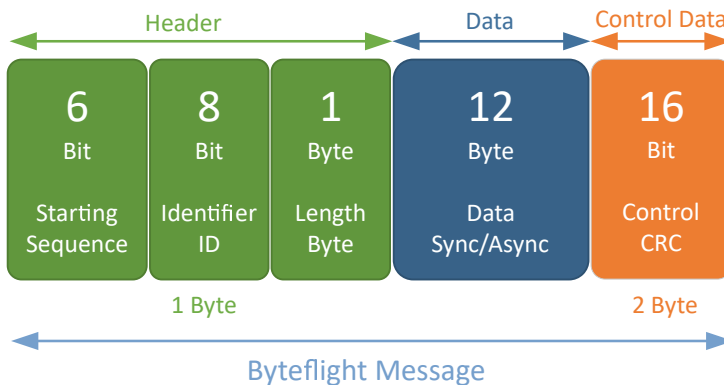 Header
Data
Control Data
6
Bit
Starting
Sequence
8
Bit
Identifier
ID
1
Byte
Length
Byte
12
Byte
Data
Sync/Async
16
Bit
Control
CRC
1 Byte
2 Byte
Byteflight Message